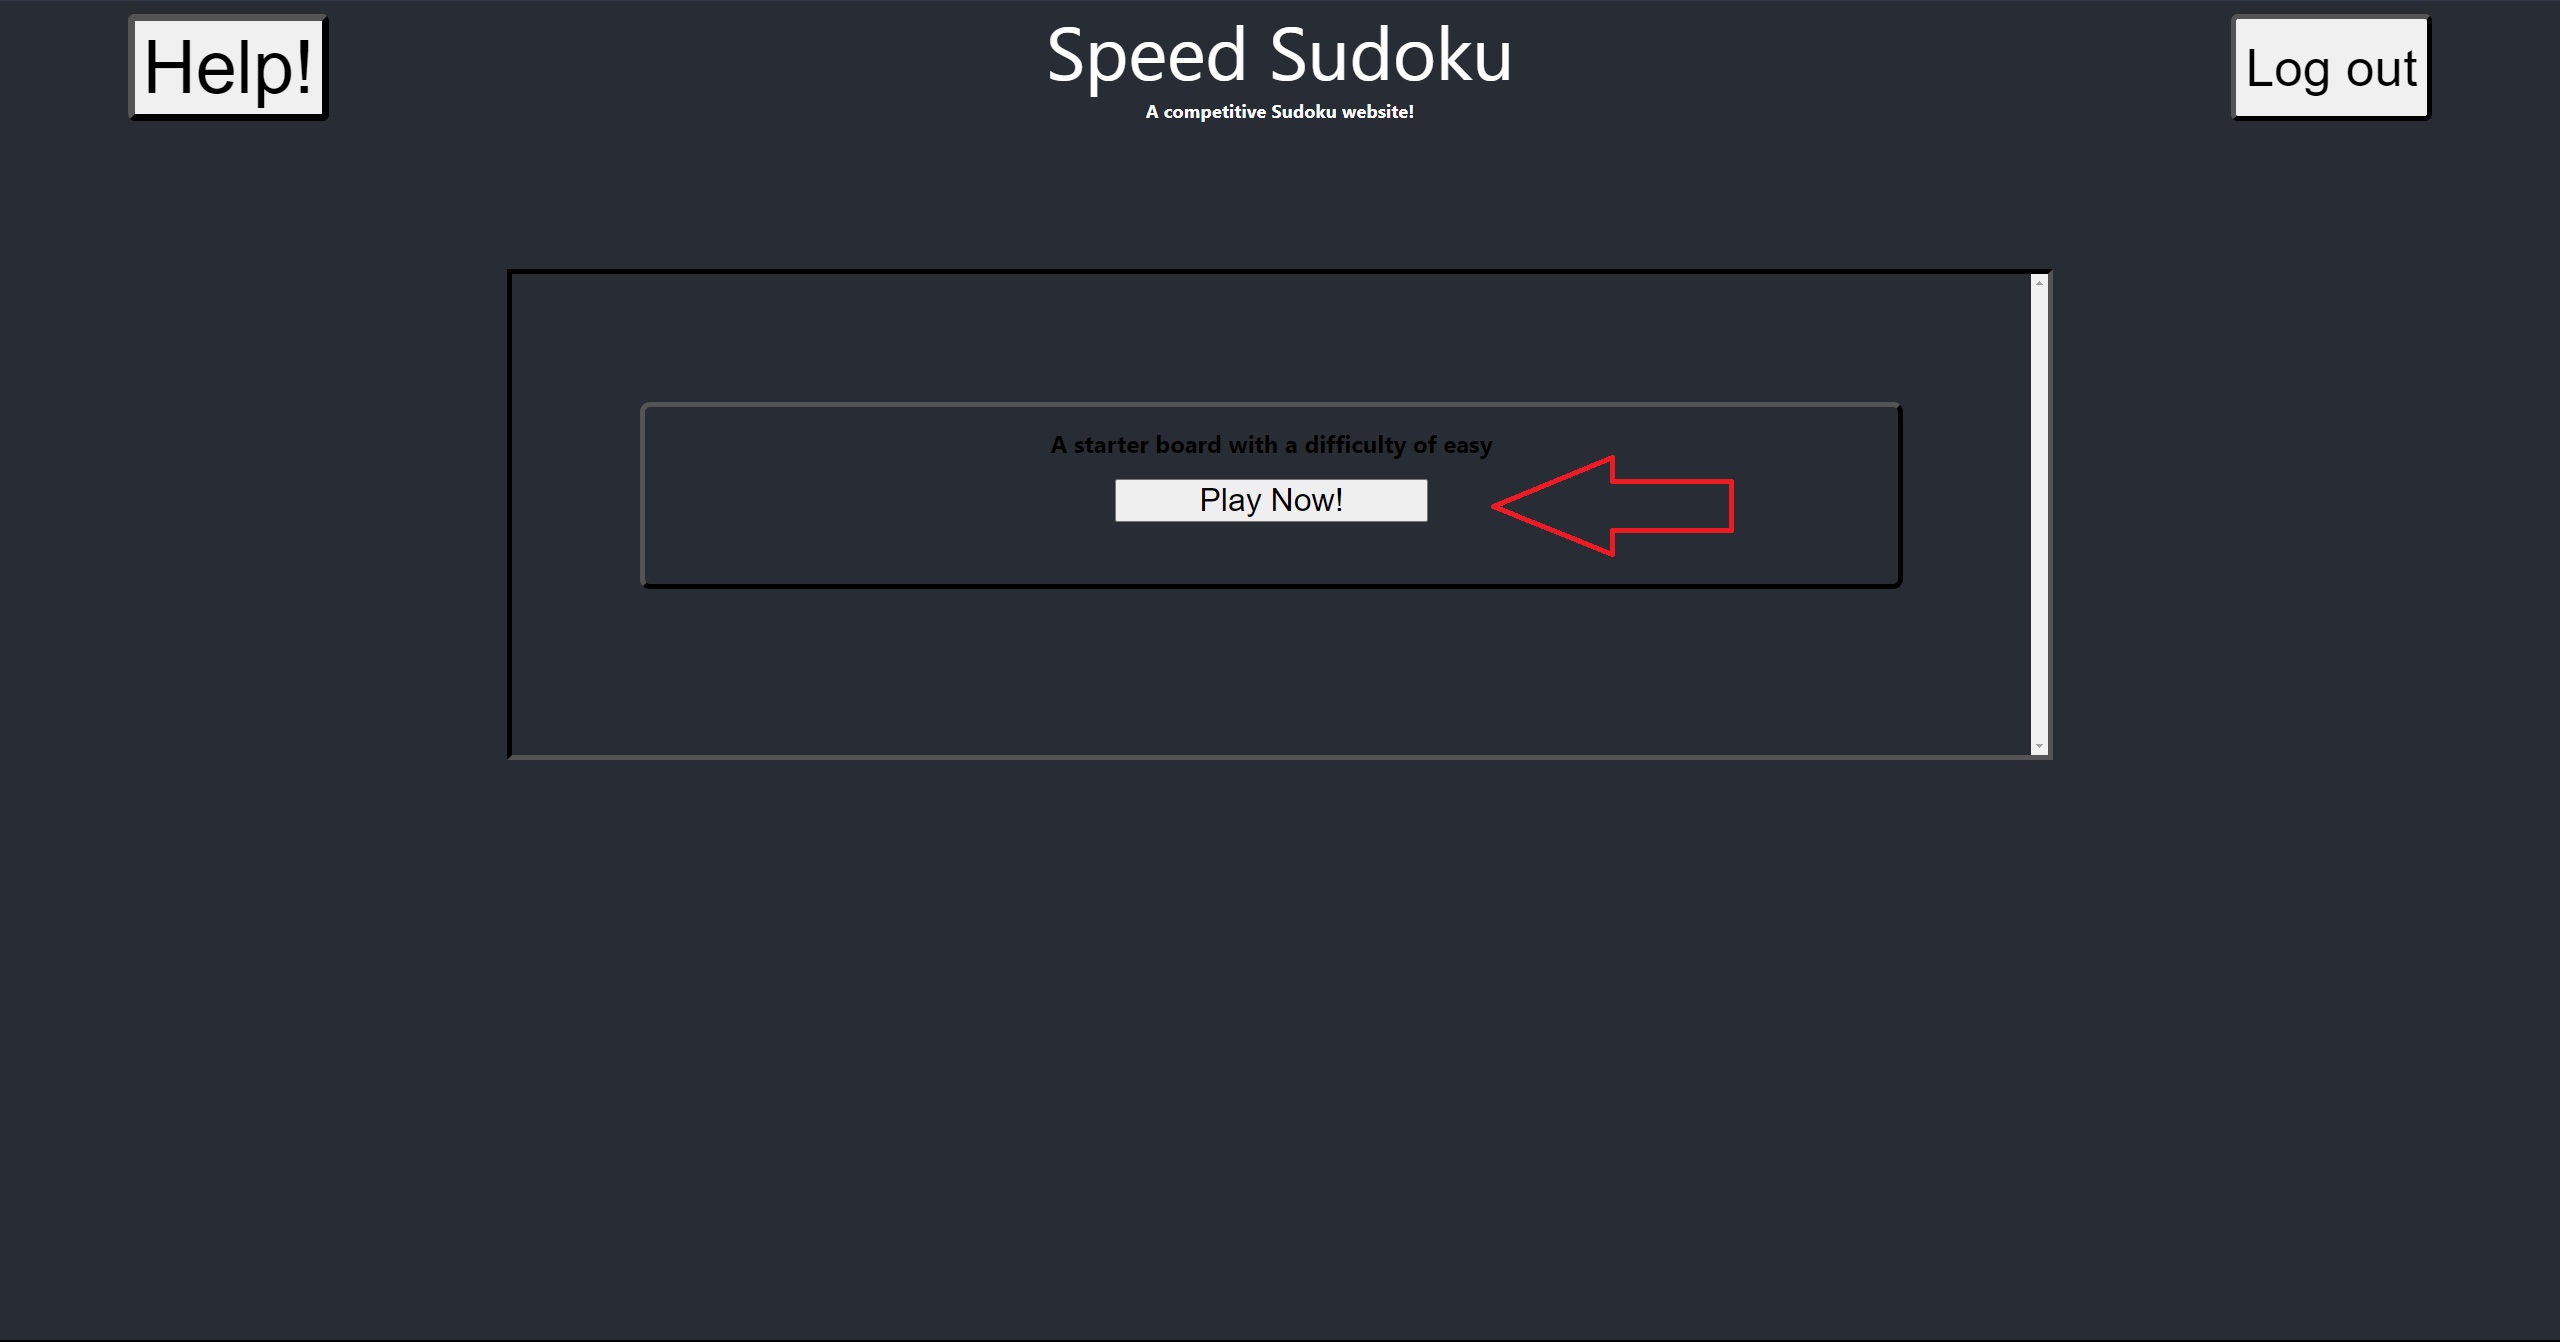 Help!
Speed Sudoku
A competitive Sudoku website!
Log out
A starter board with a difficulty of easy
Play Now!